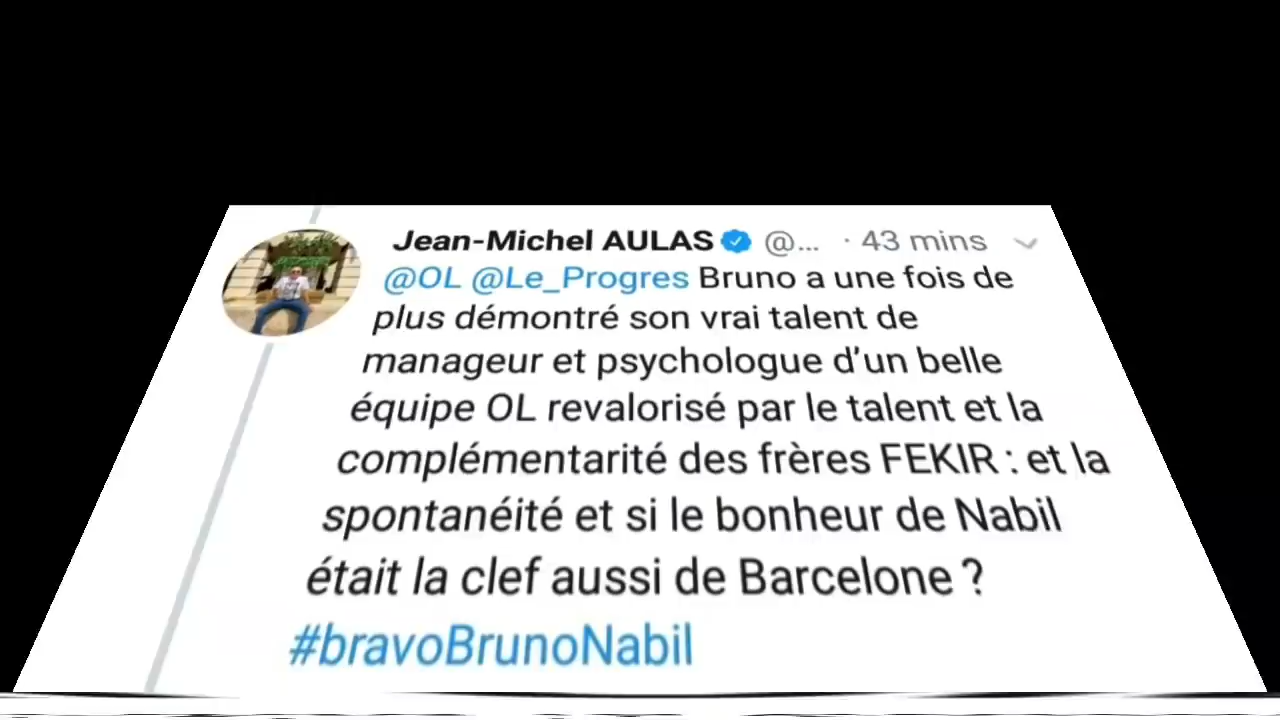 Jean-Michel AULAS @... · 43 mins
@OL @Le_Progres Bruno a une fois de
plus démontré son vrai talent de
manageur et psychologue d'un belle
équipe OL revalorisé par le talent et la
complémentarité des frères FEKIR : et la
spontanéité et si le bonheur de Nabil
était la clef aussi de Barcelone ?
#bravoBrunoNabil